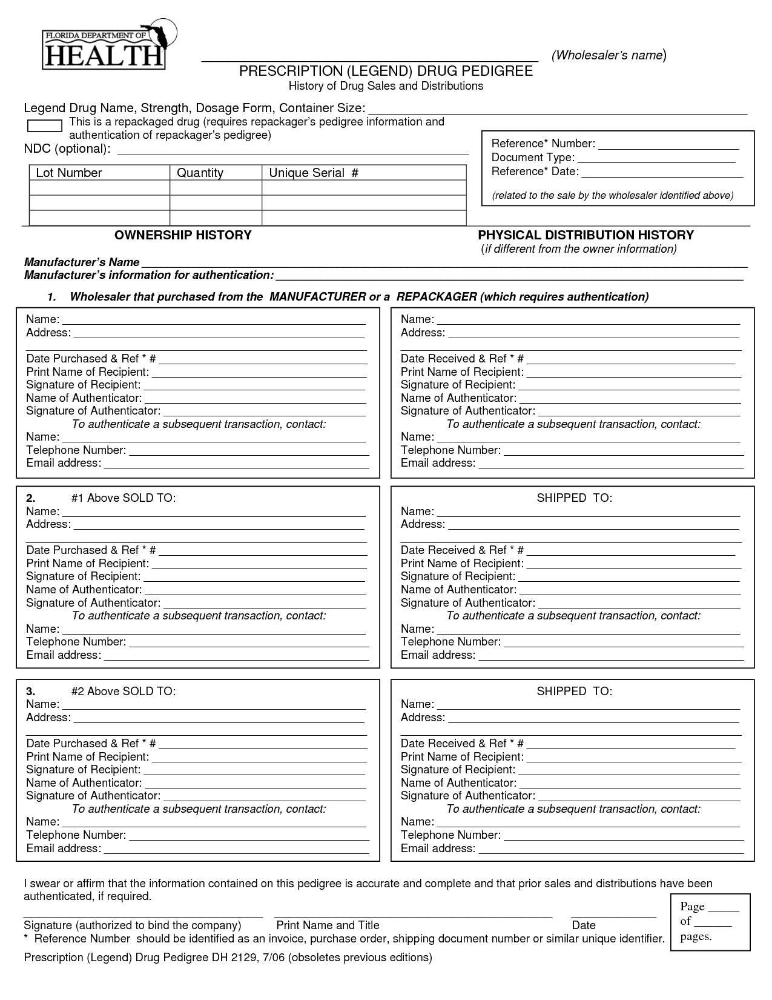 FLORIDA DEPARTMENT OF
HEALTH
(Wholesaler's name)
PRESCRIPTION (LEGEND) DRUG PEDIGREE
History of Drug Sales and Distributions
Legend Drug Name, Strength, Dosage Form, Container Size:
This is a repackaged drug (requires repackager's pedigree information and
authentication of repackager's pedigree)
NDC (optional):
Reference* Number:
Document Type:
Reference* Date:
(related to the sale by the wholesaler identified above)
Lot Number Quantity Unique Serial #
OWNERSHIP HISTORY PHYSICAL DISTRIBUTION HISTORY
(if different from the owner information)
Manufacturer's Name
Manufacturer's information for authentication:
1. Wholesaler that purchased from the MANUFACTURER or a REPACKAGER (which requires authentication)
Name:
Address:
Date Purchased & Ref * #
Print Name of Recipient:
Signature of Recipient:
Name of Authenticator:
Signature of Authenticator:
To authenticate a subsequent transaction, contact:
Name:
Telephone Number:
Email address:
Name:
Address:
Date Received & Ref * #
Print Name of Recipient:
Signature of Recipient:
Name of Authenticator:
Signature of Authenticator:
To authenticate a subsequent transaction, contact:
Name:
Telephone Number:
Email address:
2. #1 Above SOLD TO:
Name:
Address:
Date Purchased & Ref * #
Print Name of Recipient:
Signature of Recipient:
Name of Authenticator:
Signature of Authenticator:
To authenticate a subsequent transaction, contact:
Name:
Telephone Number:
Email address:
SHIPPED TO:
Name:
Address:
Date Received & Ref * #
Print Name of Recipient:
Signature of Recipient:
Name of Authenticator:
Signature of Authenticator:
To authenticate a subsequent transaction, contact:
Name:
Telephone Number:
Email address:
3. #2 Above SOLD TO:
Name:
Address:
Date Purchased & Ref * #
Print Name of Recipient:
Signature of Recipient:
Name of Authenticator:
Signature of Authenticator:
To authenticate a subsequent transaction, contact:
Name:
Telephone Number:
Email address:
SHIPPED TO:
Name:
Address:
Date Received & Ref * #
Print Name of Recipient:
Signature of Recipient:
Name of Authenticator:
Signature of Authenticator:
To authenticate a subsequent transaction, contact:
Name:
Telephone Number:
Email address:
I swear or affirm that the information contained on this pedigree is accurate and complete and that prior sales and distributions have been
authenticated, if required.
Signature (authorized to bind the company) Print Name and Title Date
* Reference Number should be identified as an invoice, purchase order, shipping document number or similar unique identifier.
Page
of
pages.
Prescription (Legend) Drug Pedigree DH 2129, 7/06 (obsoletes previous editions)